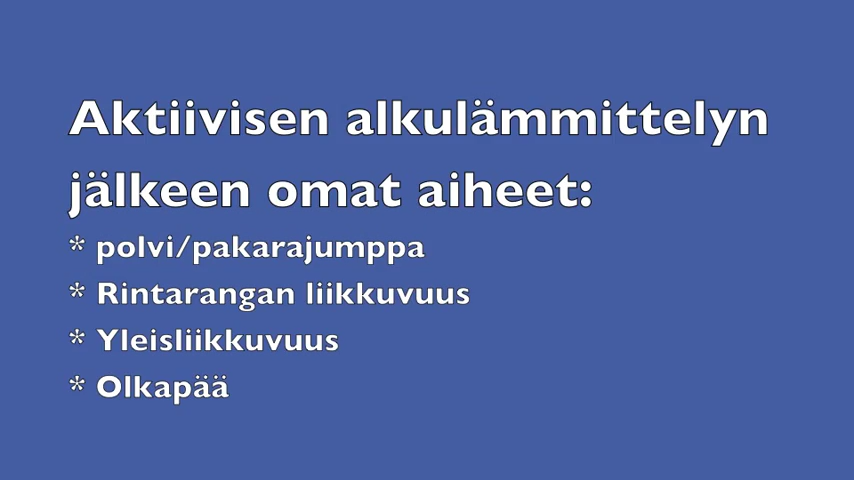 Aktiivisen alkulämmittelyn
jälkeen omat aiheet:
* polvi/pakarajumppa
* Rintarangan liikkuvuus
* Yleisliikkuvuus
* Olkapää